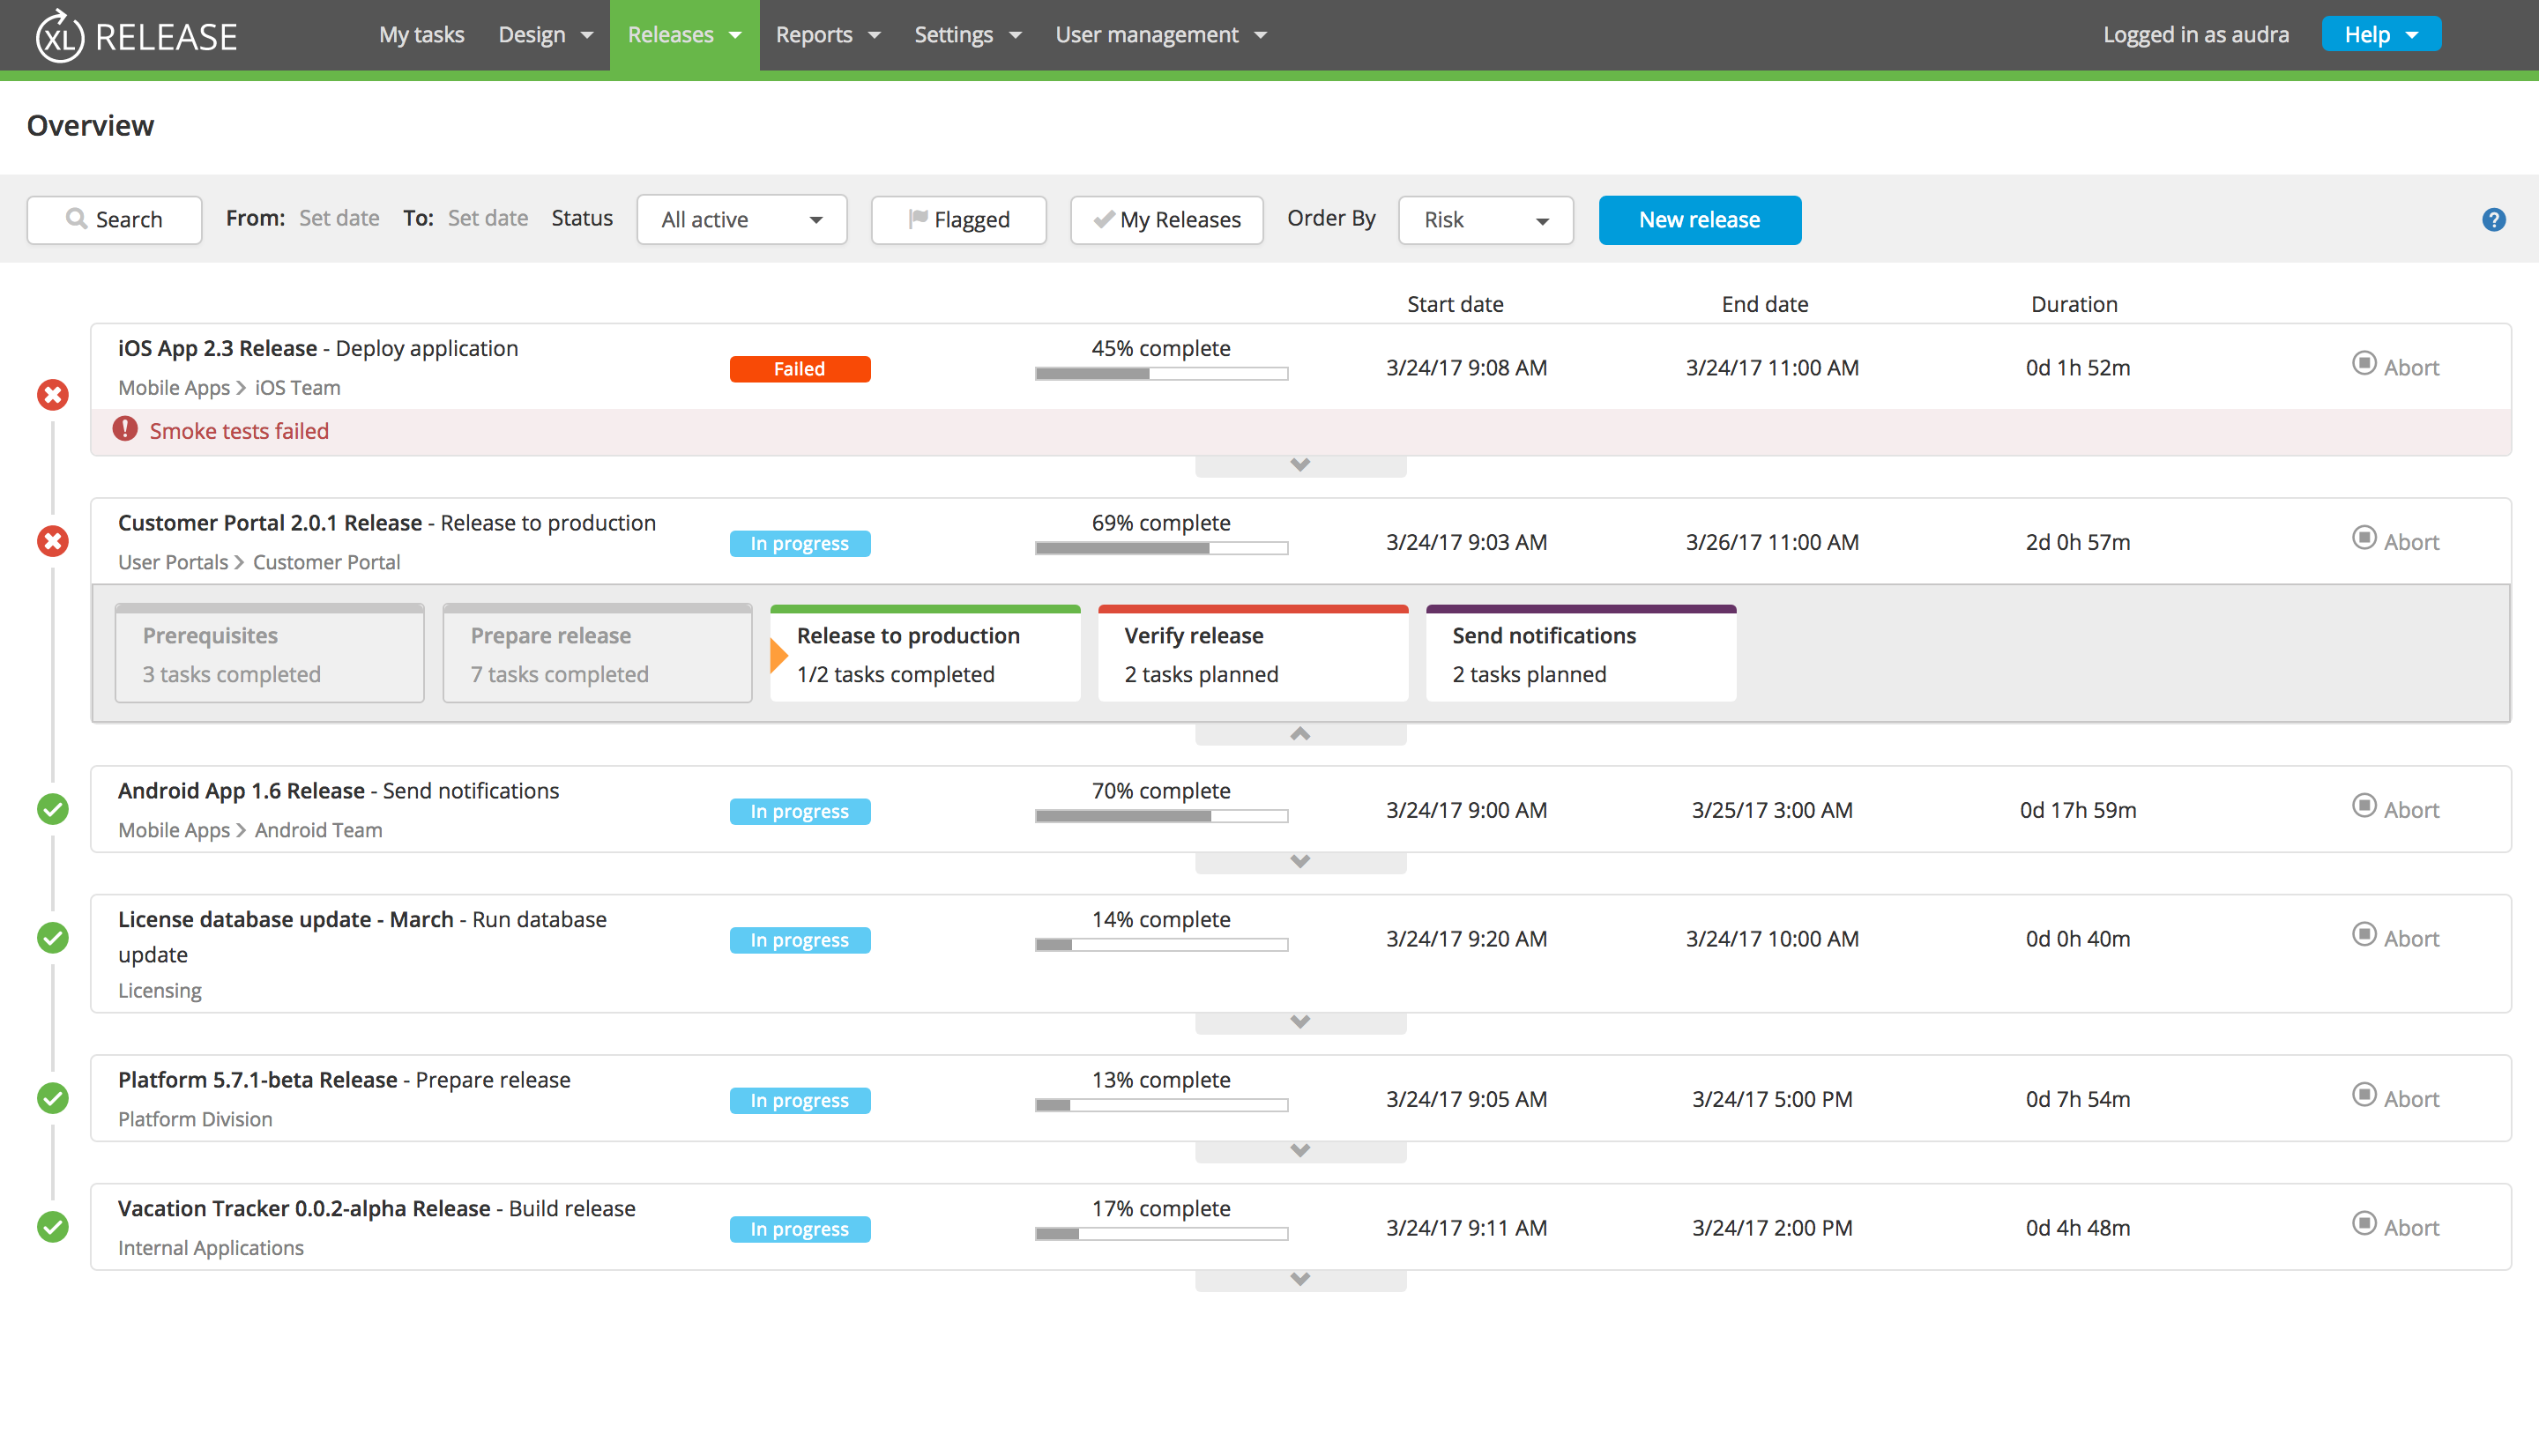 XL RELEASE My tasks Design Releases Reports Settings User management Logged in as audra Help
Overview
Search From: Set date To: Set date Status All active Flagged My Releases Order By Risk New release ?
Start date End date Duration
iOS App 2.3 Release - Deploy application Failed 45% complete 3/24/17 9:08 AM 3/24/17 11:00 AM 0d 1h 52m Abort
Mobile Apps > iOS Team
Smoke tests failed
Customer Portal 2.0.1 Release - Release to production In progress 69% complete 3/24/17 9:03 AM 3/26/17 11:00 AM 2d 0h 57m Abort
User Portals > Customer Portal
Prerequisites Prepare release Release to production Verify release Send notifications
3 tasks completed 7 tasks completed 1/2 tasks completed 2 tasks planned 2 tasks planned
Android App 1.6 Release - Send notifications In progress 70% complete 3/24/17 9:00 AM 3/25/17 3:00 AM 0d 17h 59m Abort
Mobile Apps > Android Team
License database update - March - Run database In progress 14% complete 3/24/17 9:20 AM 3/24/17 10:00 AM 0d 0h 40m Abort
update
Licensing
Platform 5.7.1-beta Release - Prepare release In progress 13% complete 3/24/17 9:05 AM 3/24/17 5:00 PM 0d 7h 54m Abort
Platform Division
Vacation Tracker 0.0.2-alpha Release - Build release In progress 17% complete 3/24/17 9:11 AM 3/24/17 2:00 PM 0d 4h 48m Abort
Internal Applications